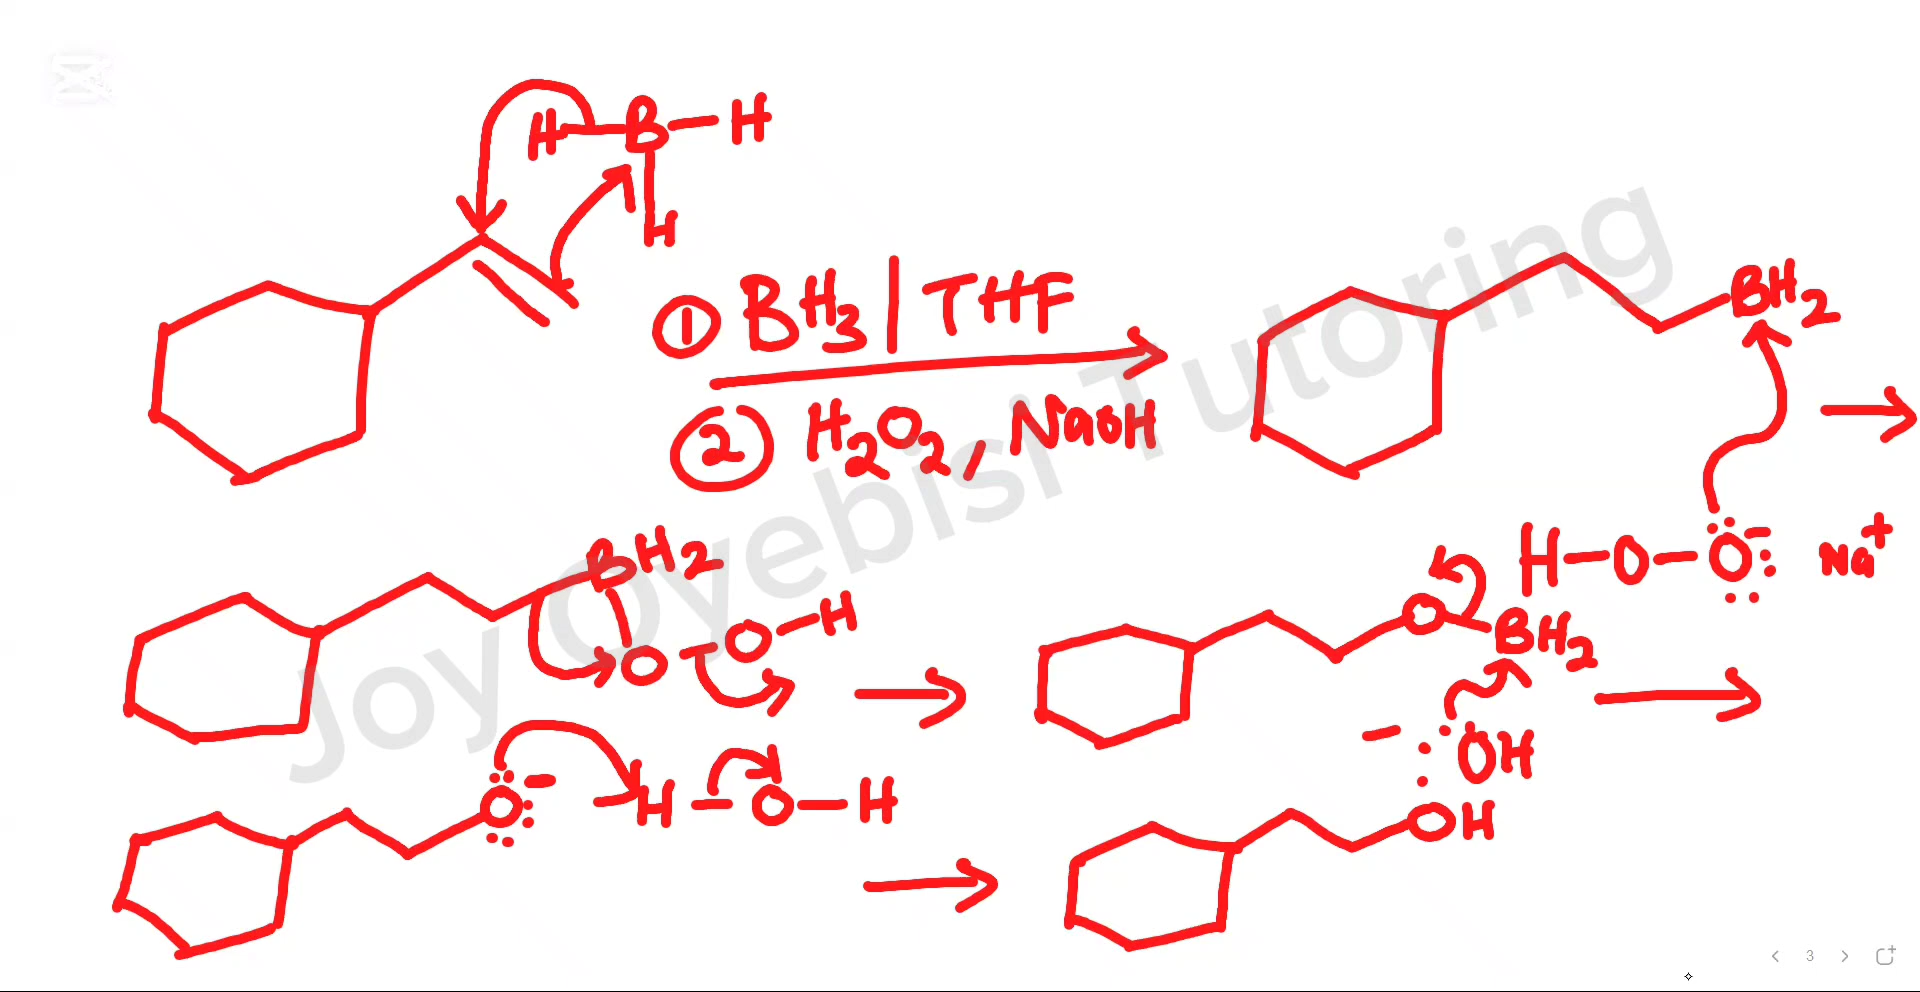 H-B-H
H
① BH3 | THF
② H2O2, NaOH
BH2
H-O-O:- Na+
BH2
O-O-H
O BH2
-:OH
O:- H-O-H
OH
Joy Oyebisi Tutoring
3